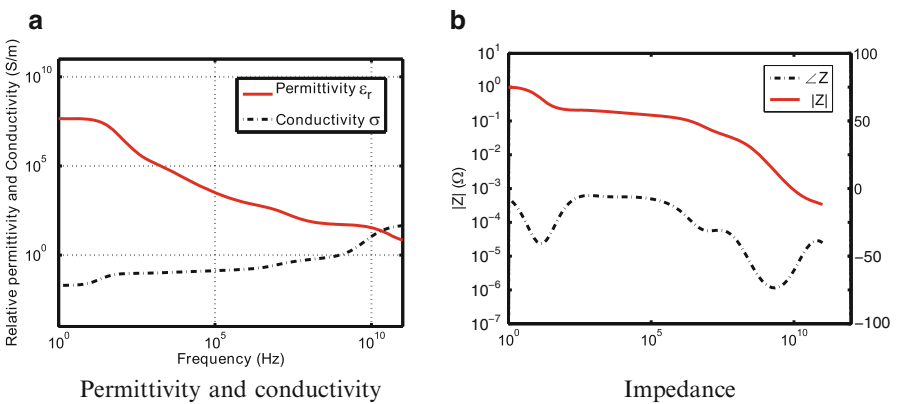 a
b
Relative permittivity and Conductivity (S/m)
10^10
10^5
10^0
Permittivity ε_r
Conductivity σ
10^0
10^5
10^10
Frequency (Hz)
Permittivity and conductivity
|Z| (Ω)
10^1
10^0
10^−1
10^−2
10^−3
10^−4
10^−5
10^−6
10^−7
∠Z
|Z|
100
50
0
−50
−100
10^0
10^5
10^10
Impedance